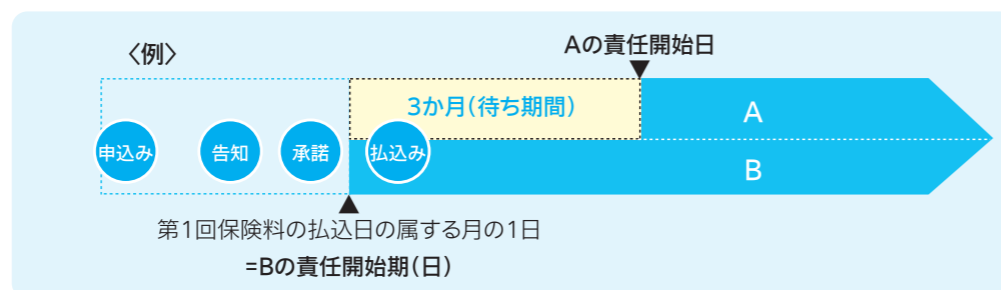 〈例〉
Aの責任開始日
3か月(待ち期間)
A
申込み
告知
承諾
払込み
B
第1回保険料の払込日の属する月の1日
=Bの責任開始期(日)